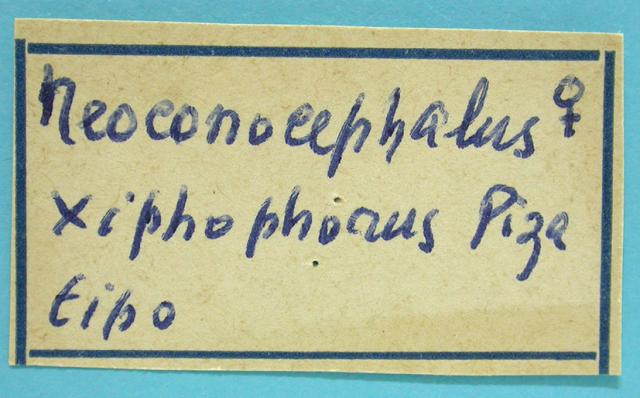 Neoconocephalus ♀
xiphophorus Piza
tipo